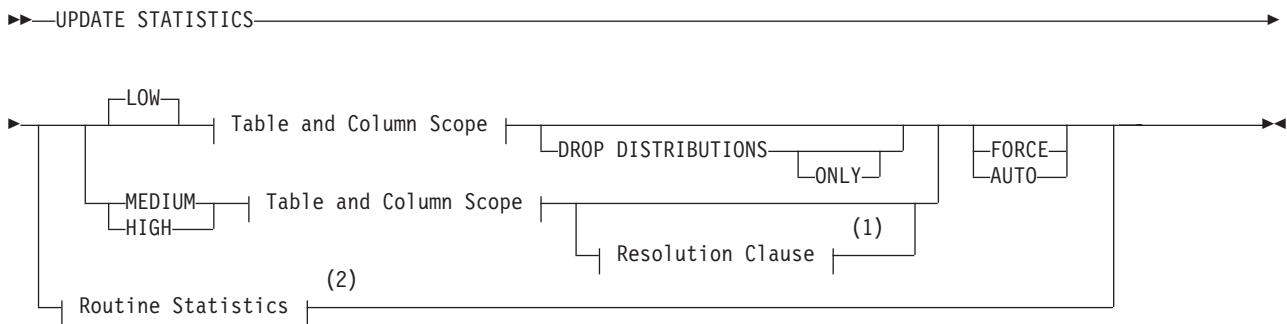 UPDATE STATISTICS
LOW
Table and Column Scope
DROP DISTRIBUTIONS
ONLY
FORCE
AUTO
MEDIUM
HIGH
Table and Column Scope
(1)
Resolution Clause
(2)
Routine Statistics